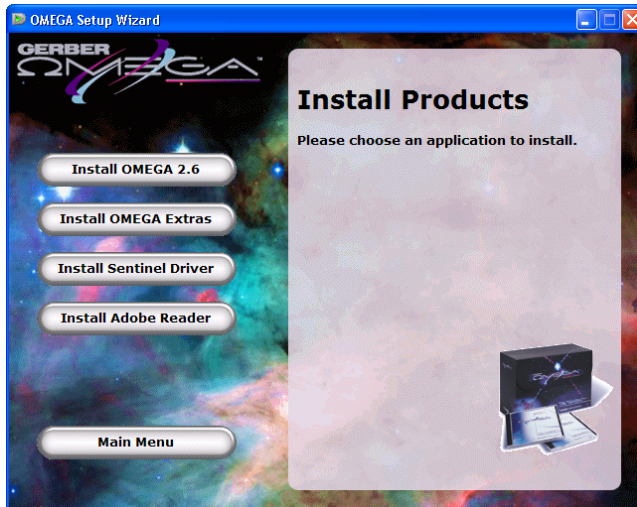 OMEGA Setup Wizard
GERBER
OMEGA
Install Products
Please choose an application to install.
Install OMEGA 2.6
Install OMEGA Extras
Install Sentinel Driver
Install Adobe Reader
Main Menu
OMEGA